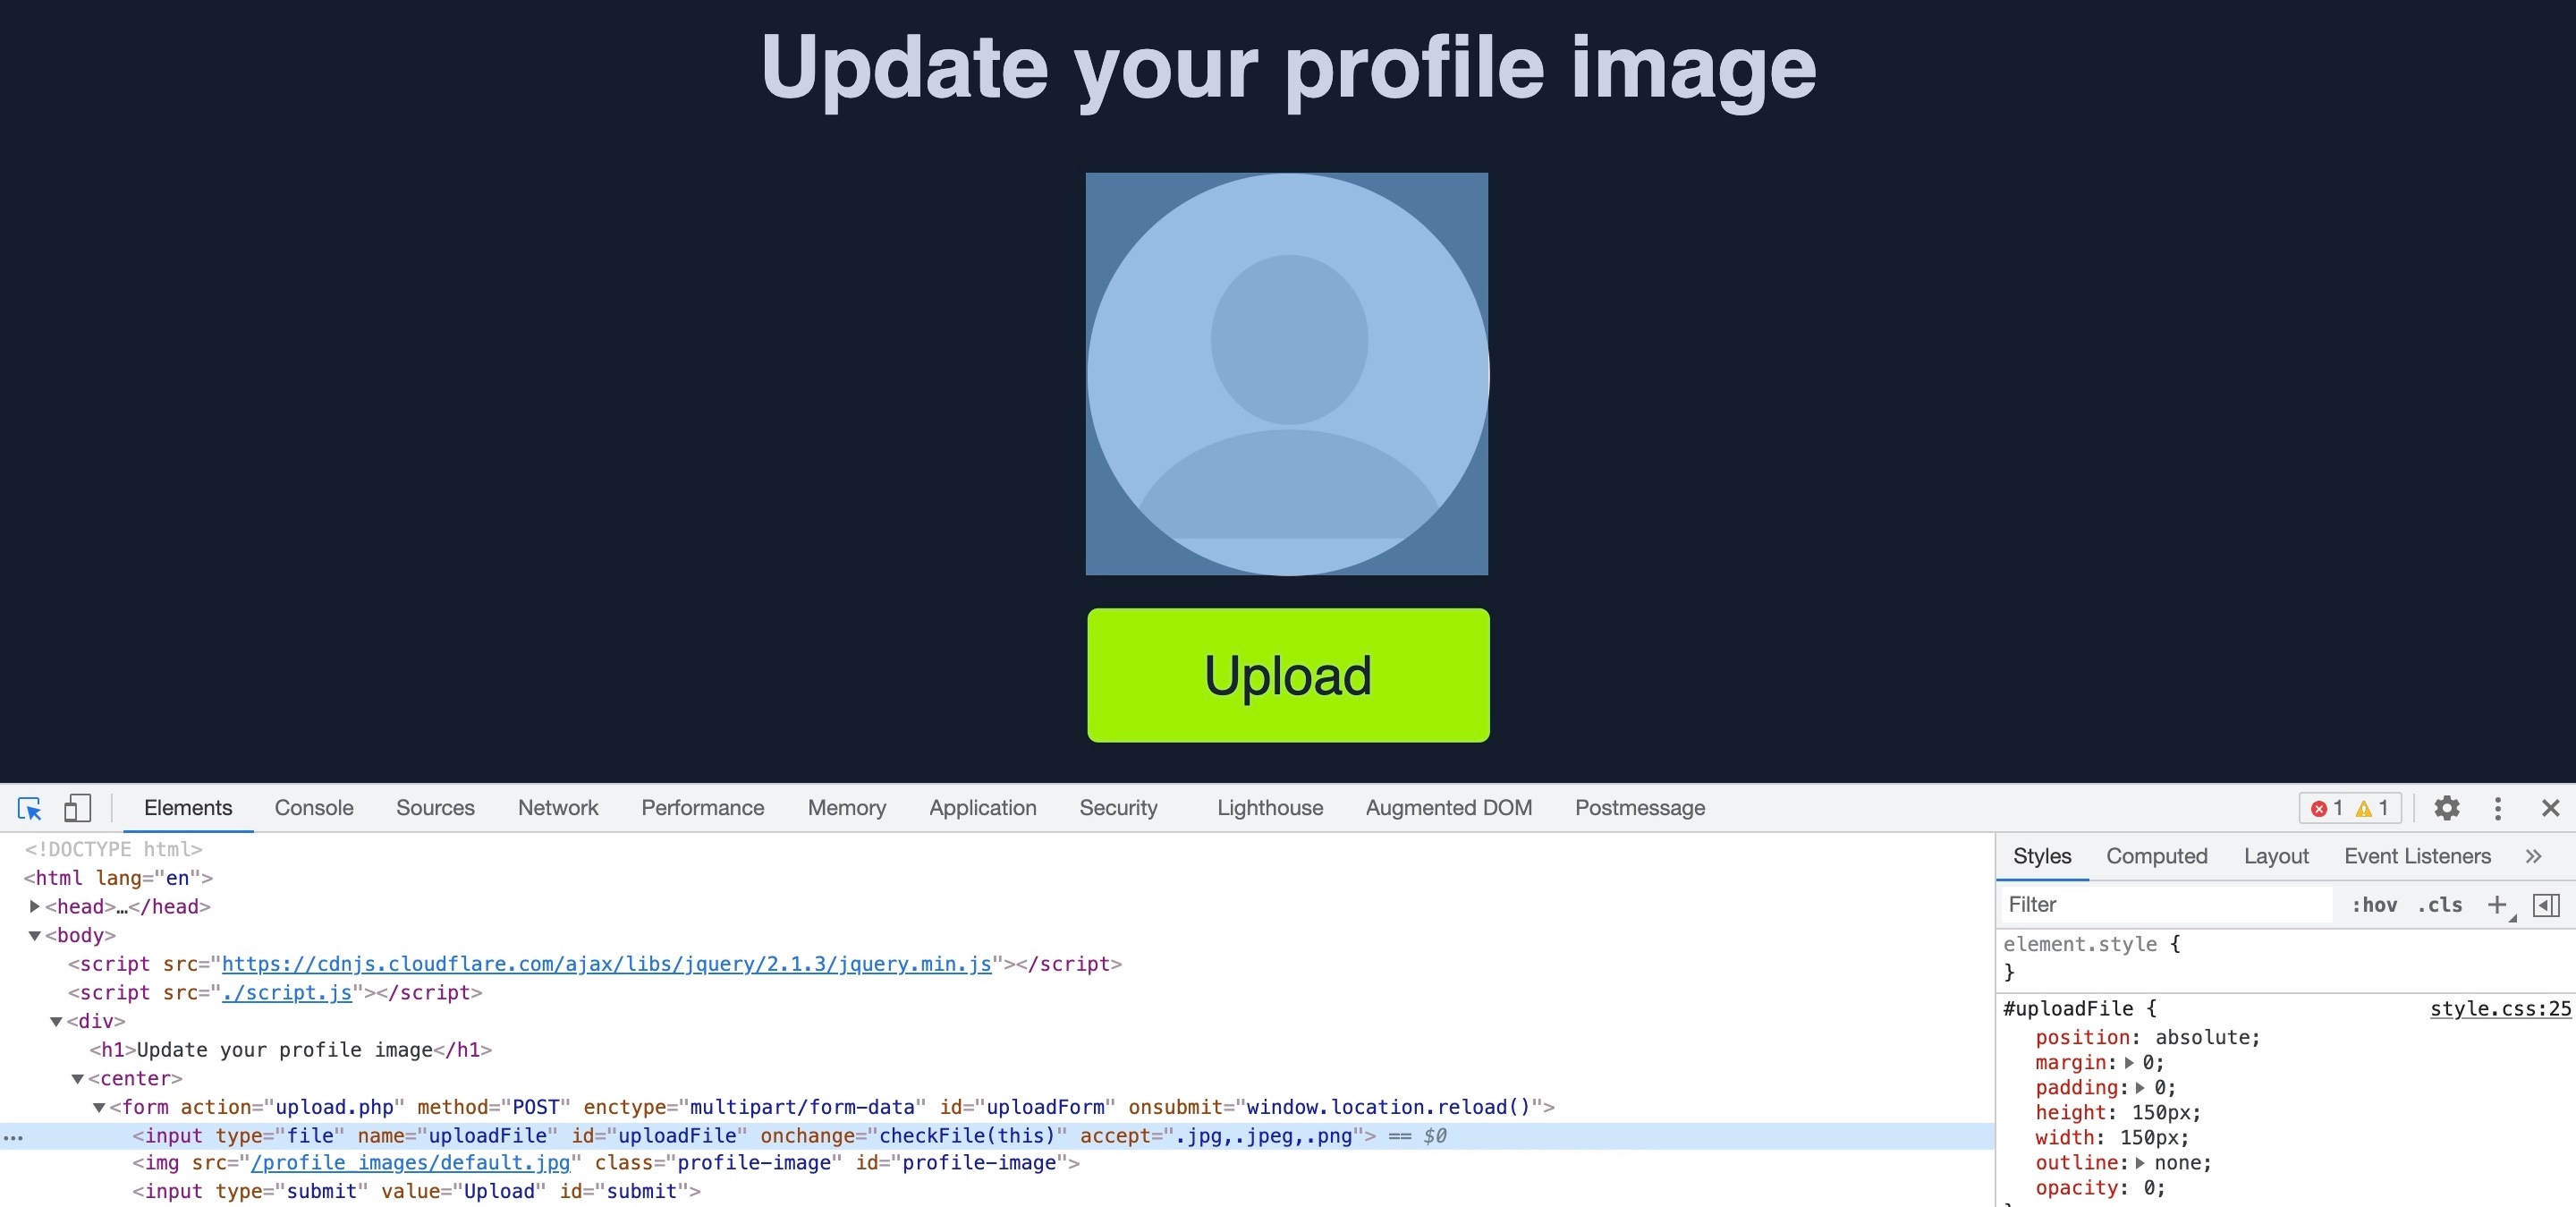 Update your profile image
Upload
Elements Console Sources Network Performance Memory Application Security Lighthouse Augmented DOM Postmessage 1 1
<!DOCTYPE html>
<html lang="en">
<head>…</head>
<body>
<script src="https://cdnjs.cloudflare.com/ajax/libs/jquery/2.1.3/jquery.min.js"></script>
<script src="./script.js"></script>
<div>
<h1>Update your profile image</h1>
<center>
<form action="upload.php" method="POST" enctype="multipart/form-data" id="uploadForm" onsubmit="window.location.reload()">
<input type="file" name="uploadFile" id="uploadFile" onchange="checkFile(this)" accept=".jpg,.jpeg,.png"> == $0
<img src="/profile_images/default.jpg" class="profile-image" id="profile-image">
<input type="submit" value="Upload" id="submit">
Styles Computed Layout Event Listeners »
Filter :hov .cls +
element.style {
}
#uploadFile { style.css:25
position: absolute;
margin: 0;
padding: 0;
height: 150px;
width: 150px;
outline: none;
opacity: 0;